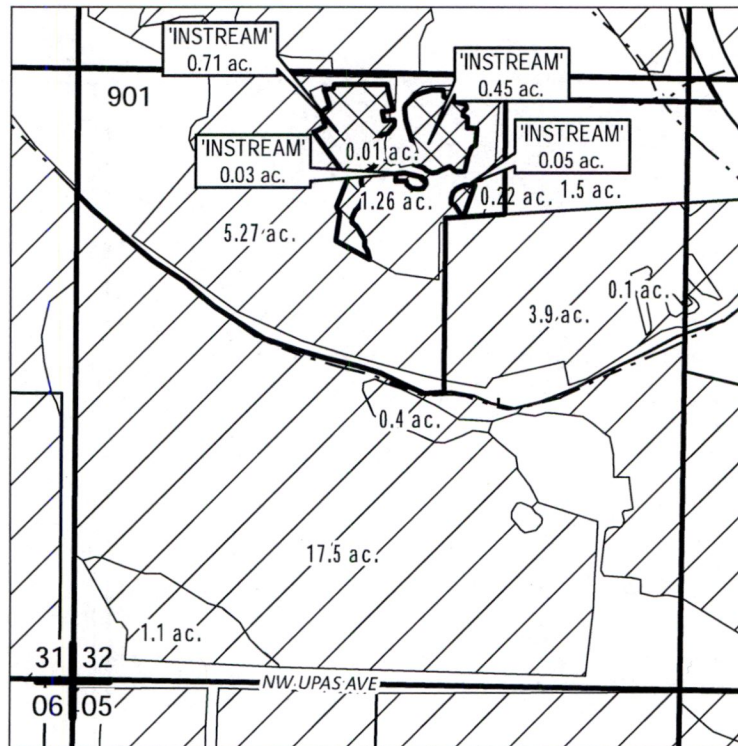 'INSTREAM'
0.71 ac.
'INSTREAM'
0.45 ac.
901
'INSTREAM'
0.03 ac.
0.01 ac.
'INSTREAM'
0.05 ac.
1.26 ac.
0.22 ac.
1.5 ac.
5.27 ac.
0.1 ac.
3.9 ac.
0.4 ac.
17.5 ac.
1.1 ac.
31 32
NW UPAS AVE
06 05